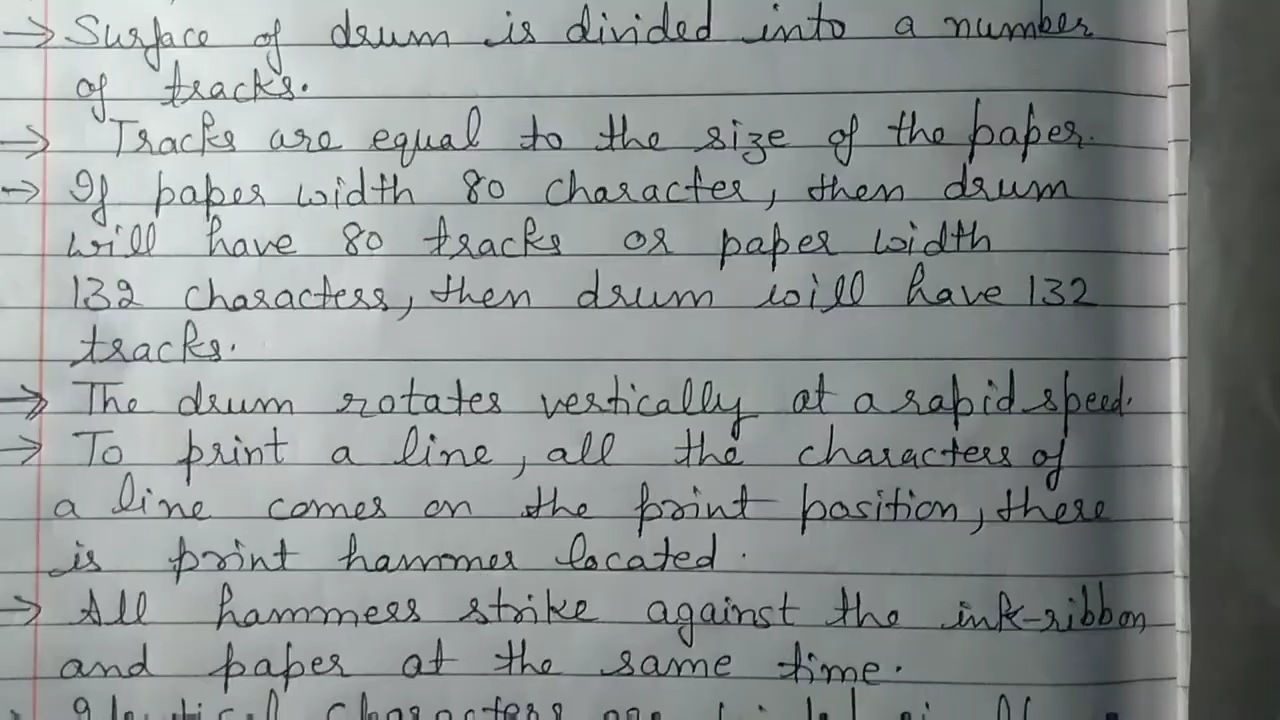 → Surface of drum is divided into a number
of tracks.
→ Tracks are equal to the size of the paper.
→ If paper width 80 character, then drum
will have 80 tracks or paper width
132 characters, then drum will have 132
tracks.
→ The drum rotates vertically at a rapid speed.
→ To print a line, all the characters of
a line comes on the print position, there
is print hammer located.
→ All hammers strike against the ink-ribbon
and paper at the same time.
characters are